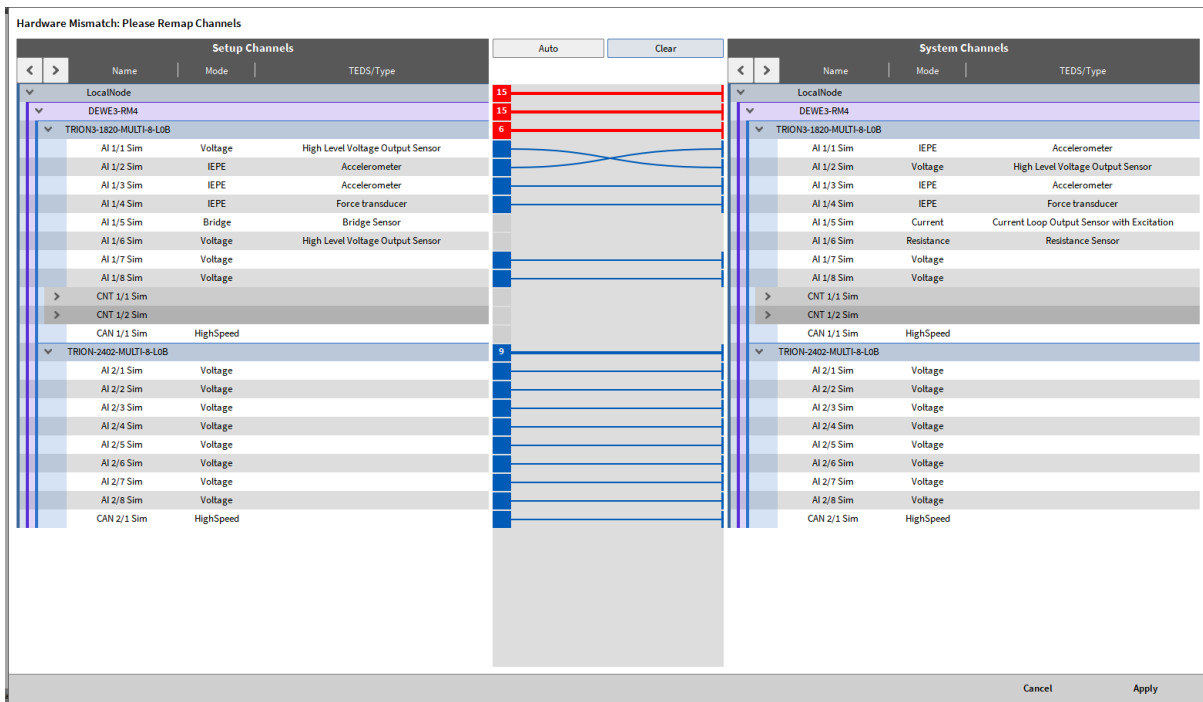 Hardware Mismatch: Please Remap Channels
Setup Channels Auto Clear System Channels
Name Mode TEDS/Type Name Mode TEDS/Type
LocalNode 15 LocalNode
DEWE3-RM4 15 DEWE3-RM4
TRION3-1820-MULTI-8-L0B 6 TRION3-1820-MULTI-8-L0B
AI 1/1 Sim Voltage High Level Voltage Output Sensor AI 1/1 Sim IEPE Accelerometer
AI 1/2 Sim IEPE Accelerometer AI 1/2 Sim Voltage High Level Voltage Output Sensor
AI 1/3 Sim IEPE Accelerometer AI 1/3 Sim IEPE Accelerometer
AI 1/4 Sim IEPE Force transducer AI 1/4 Sim IEPE Force transducer
AI 1/5 Sim Bridge Bridge Sensor AI 1/5 Sim Current Current Loop Output Sensor with Excitation
AI 1/6 Sim Voltage High Level Voltage Output Sensor AI 1/6 Sim Resistance Resistance Sensor
AI 1/7 Sim Voltage AI 1/7 Sim Voltage
AI 1/8 Sim Voltage AI 1/8 Sim Voltage
CNT 1/1 Sim CNT 1/1 Sim
CNT 1/2 Sim CNT 1/2 Sim
CAN 1/1 Sim HighSpeed CAN 1/1 Sim HighSpeed
TRION-2402-MULTI-8-L0B 9 TRION-2402-MULTI-8-L0B
AI 2/1 Sim Voltage AI 2/1 Sim Voltage
AI 2/2 Sim Voltage AI 2/2 Sim Voltage
AI 2/3 Sim Voltage AI 2/3 Sim Voltage
AI 2/4 Sim Voltage AI 2/4 Sim Voltage
AI 2/5 Sim Voltage AI 2/5 Sim Voltage
AI 2/6 Sim Voltage AI 2/6 Sim Voltage
AI 2/7 Sim Voltage AI 2/7 Sim Voltage
AI 2/8 Sim Voltage AI 2/8 Sim Voltage
CAN 2/1 Sim HighSpeed CAN 2/1 Sim HighSpeed
Cancel Apply